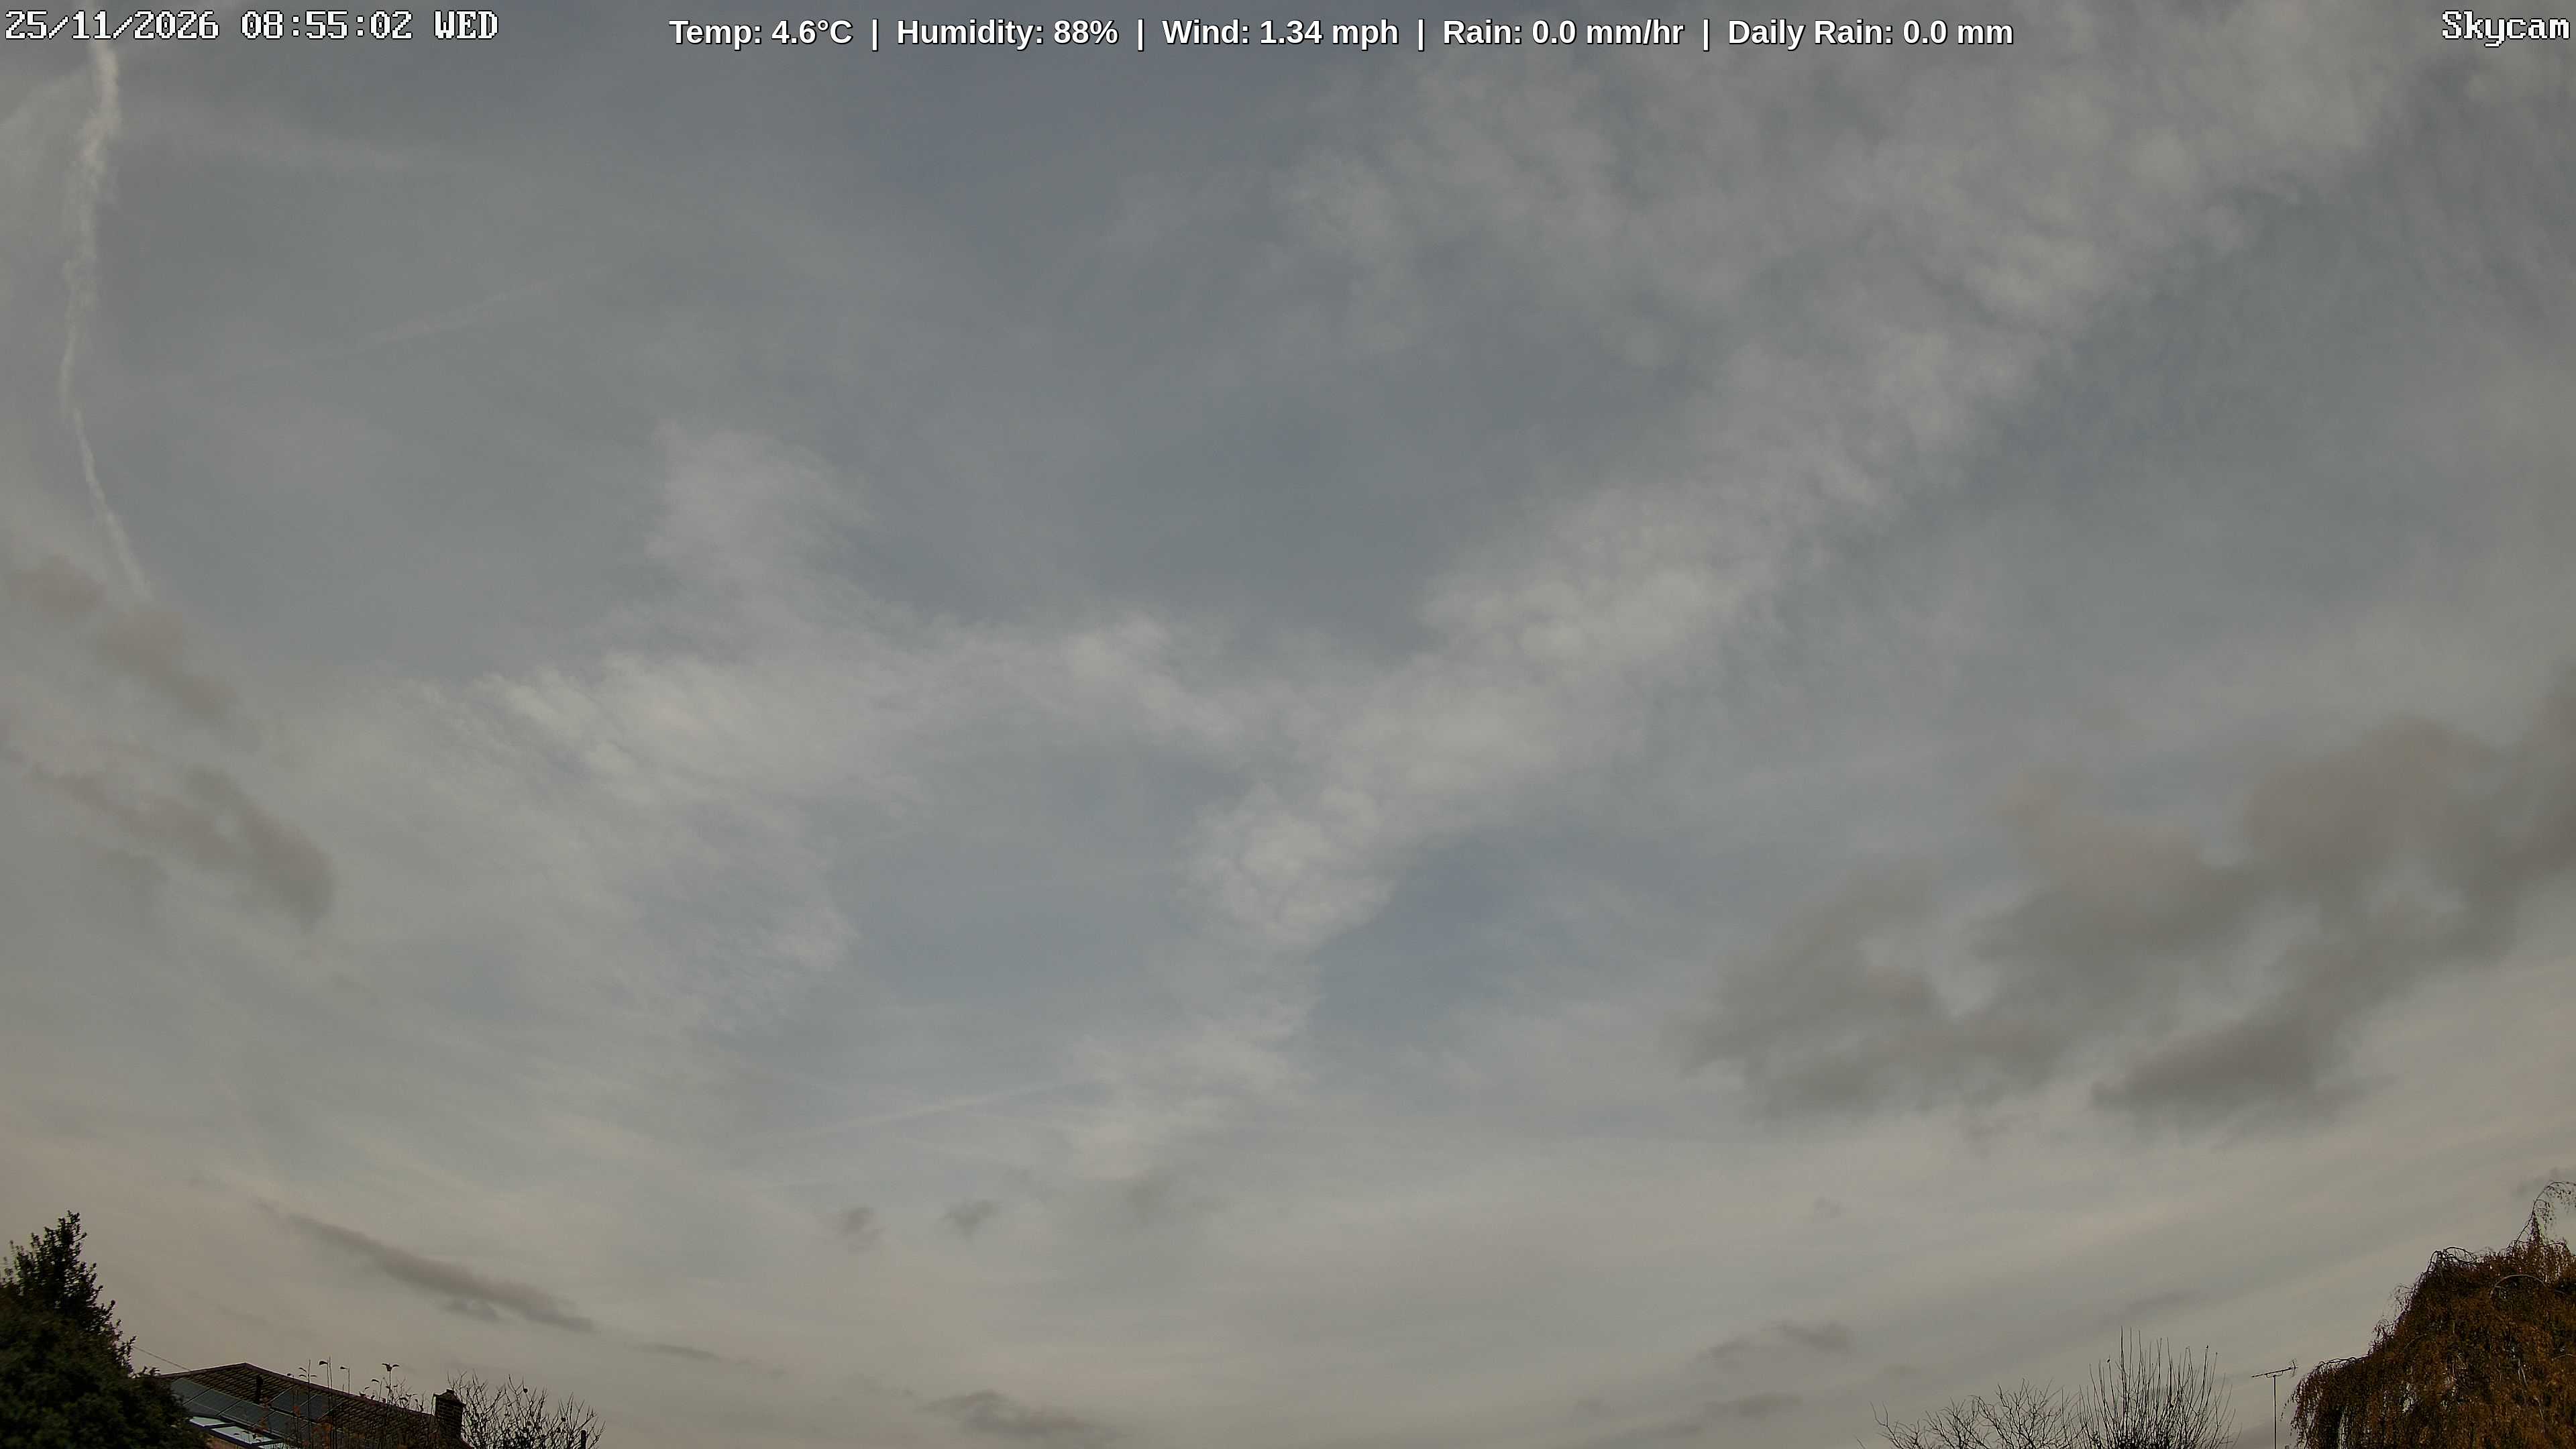 25/11/2026 08:55:02 WED
Temp: 4.6°C | Humidity: 88% | Wind: 1.34 mph | Rain: 0.0 mm/hr | Daily Rain: 0.0 mm
Skycam